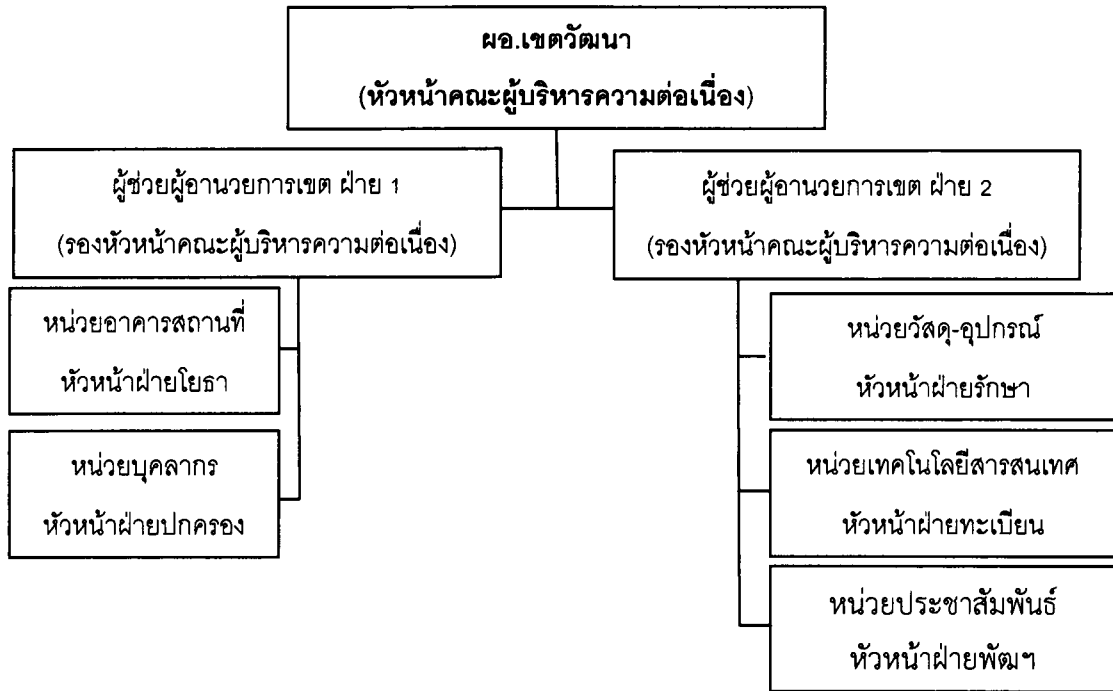 ผอ.เขตวัฒนา
(หัวหน้าคณะผู้บริหารความต่อเนื่อง)
ผู้ช่วยผู้อานวยการเขต ฝ่าย 1
(รองหัวหน้าคณะผู้บริหารความต่อเนื่อง)
ผู้ช่วยผู้อานวยการเขต ฝ่าย 2
(รองหัวหน้าคณะผู้บริหารความต่อเนื่อง)
หน่วยอาคารสถานที่
หัวหน้าฝ่ายโยธา
หน่วยบุคลากร
หัวหน้าฝ่ายปกครอง
หน่วยวัสดุ-อุปกรณ์
หัวหน้าฝ่ายรักษา
หน่วยเทคโนโลยีสารสนเทศ
หัวหน้าฝ่ายทะเบียน
หน่วยประชาสัมพันธ์
หัวหน้าฝ่ายพัฒฯ